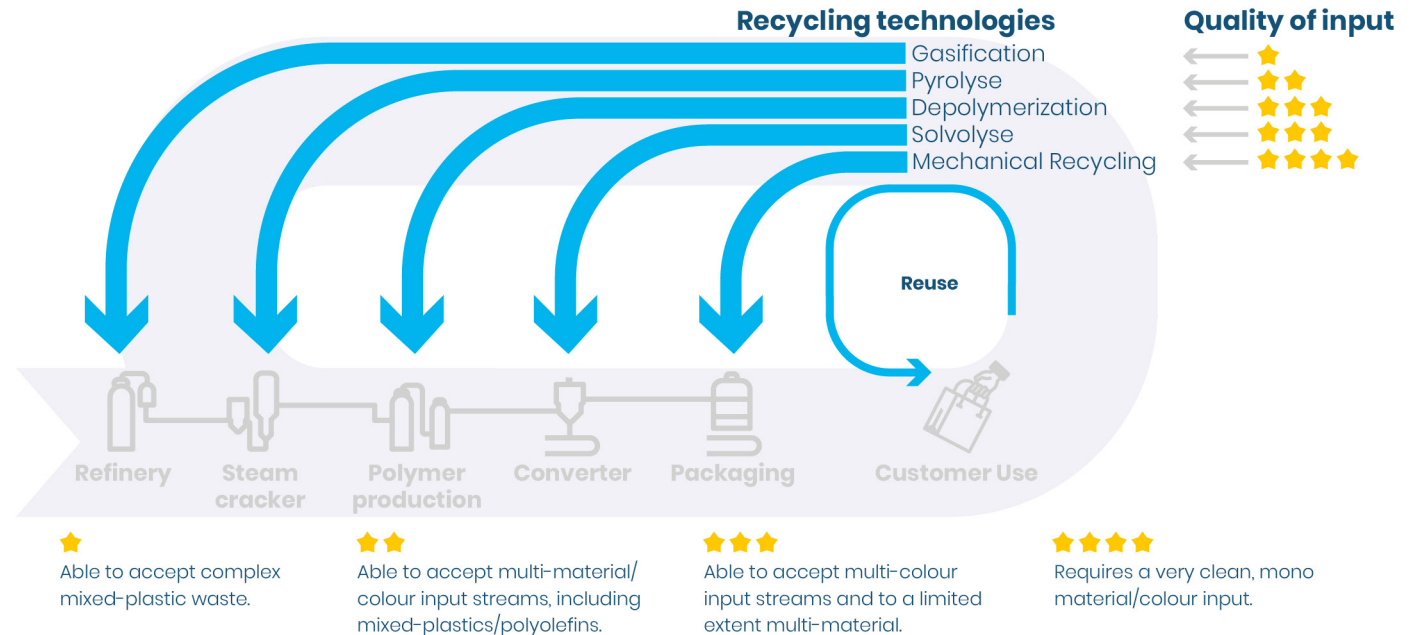 Recycling technologies
Quality of input
Gasification
Pyrolyse
Depolymerization
Solvolyse
Mechanical Recycling
Reuse
Refinery
Steam
cracker
Polymer
production
Converter
Packaging
Customer Use
Able to accept complex
mixed-plastic waste.
Able to accept multi-material/
colour input streams, including
mixed-plastics/polyolefins.
Able to accept multi-colour
input streams and to a limited
extent multi-material.
Requires a very clean, mono
material/colour input.